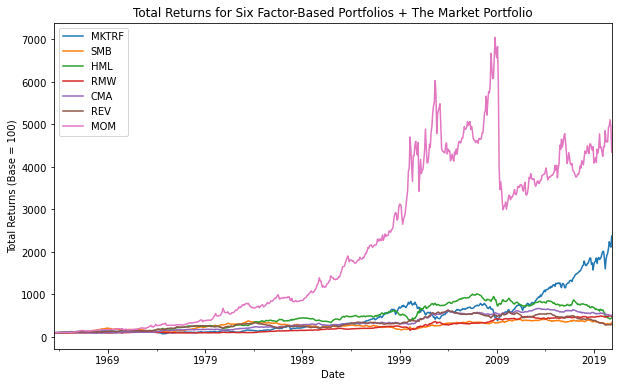 Total Returns for Six Factor-Based Portfolios + The Market Portfolio
MKTRF
SMB
HML
RMW
CMA
REV
MOM
Total Returns (Base = 100)
7000
6000
5000
4000
3000
2000
1000
0
1969 1979 1989 1999 2009 2019
Date